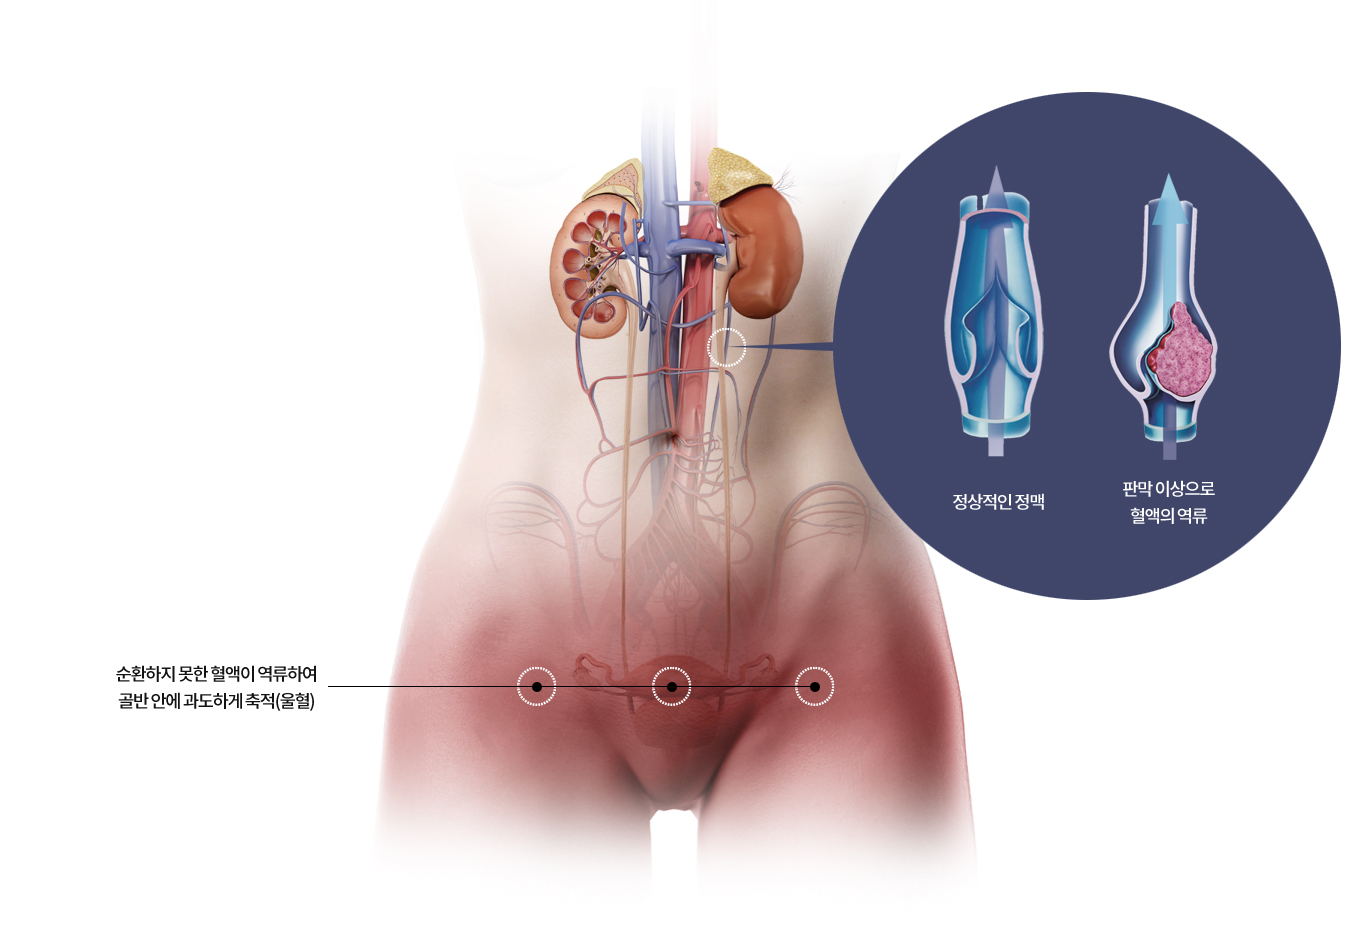 정상적인 정맥
판막 이상으로
혈액의 역류
순환하지 못한 혈액이 역류하여
골반 안에 과도하게 축적(울혈)